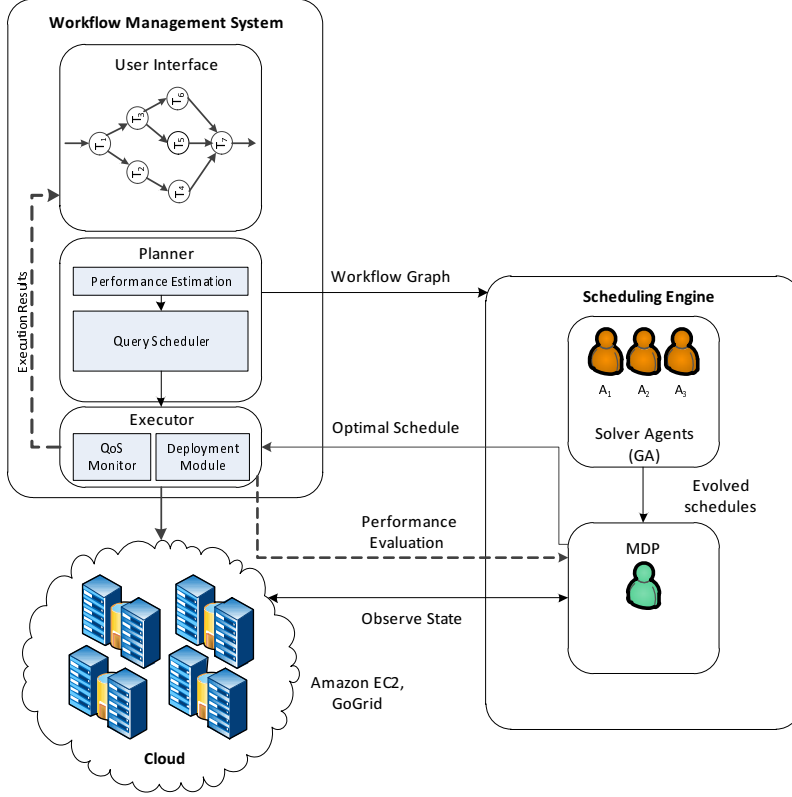 Workflow Management System
User Interface
T1
T3
T6
T5
T7
T2
T4
Planner
Performance Estimation
Query Scheduler
Execution Results
Executor
QoS
Monitor
Deployment
Module
Workflow Graph
Scheduling Engine
A1
A2
A3
Solver Agents
(GA)
Optimal Schedule
Evolved
schedules
Performance
Evaluation
MDP
Observe State
Amazon EC2,
GoGrid
Cloud